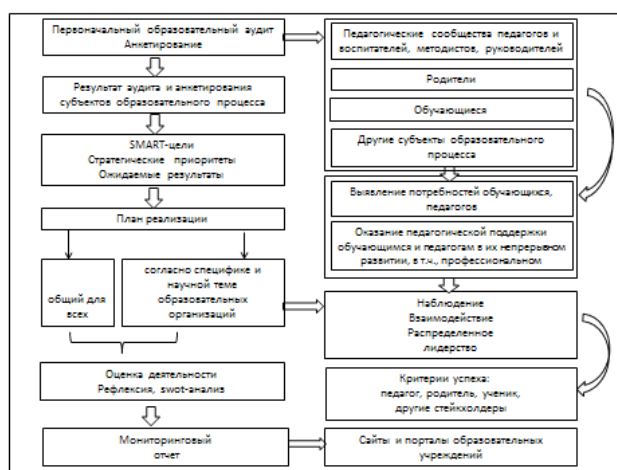 Первоначальный образовательный аудит
Анкетирование
Результат аудита и анкетирования
субъектов образовательного процесса
SMART-цели
Стратегические приоритеты
Ожидаемые результаты
План реализации
общий для
всех
согласно специфике и
научной теме
образовательных
организаций
Оценка деятельности
Рефлексия, swot-анализ
Мониторинговый
отчет
Педагогические сообщества педагогов и
воспитателей, методистов, руководителей
Родители
Обучающиеся
Другие субъекты образовательного
процесса
Выявление потребностей обучающихся,
педагогов
Оказание педагогической поддержки
обучающимся и педагогам в их непрерывном
развитии, в т.ч., профессиональном
Наблюдение
Взаимодействие
Распределенное
лидерство
Критерии успеха:
педагог, родитель, ученик,
другие стейкхолдеры
Сайты и порталы образовательных
учреждений